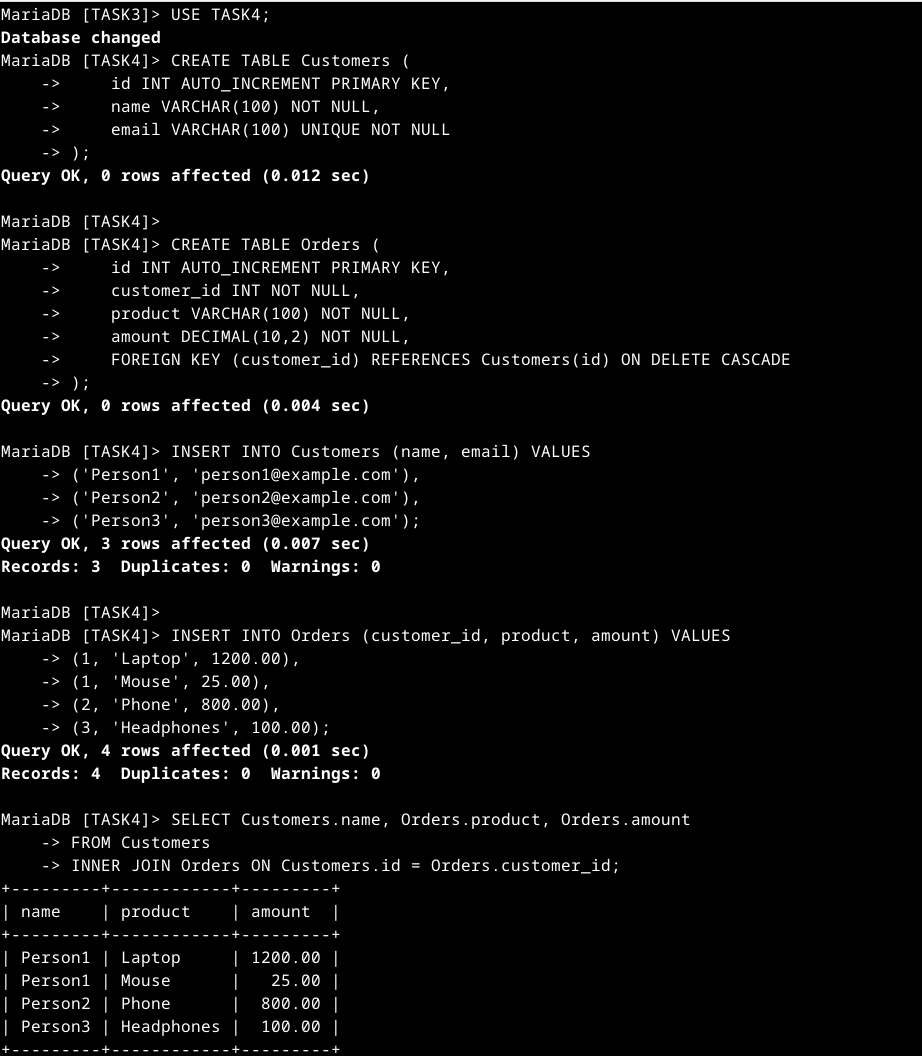 MariaDB [TASK3]> USE TASK4;
Database changed
MariaDB [TASK4]> CREATE TABLE Customers (
    ->     id INT AUTO_INCREMENT PRIMARY KEY,
    ->     name VARCHAR(100) NOT NULL,
    ->     email VARCHAR(100) UNIQUE NOT NULL
    -> );
Query OK, 0 rows affected (0.012 sec)

MariaDB [TASK4]>
MariaDB [TASK4]> CREATE TABLE Orders (
    ->     id INT AUTO_INCREMENT PRIMARY KEY,
    ->     customer_id INT NOT NULL,
    ->     product VARCHAR(100) NOT NULL,
    ->     amount DECIMAL(10,2) NOT NULL,
    ->     FOREIGN KEY (customer_id) REFERENCES Customers(id) ON DELETE CASCADE
    -> );
Query OK, 0 rows affected (0.004 sec)

MariaDB [TASK4]> INSERT INTO Customers (name, email) VALUES
    -> ('Person1', 'person1@example.com'),
    -> ('Person2', 'person2@example.com'),
    -> ('Person3', 'person3@example.com');
Query OK, 3 rows affected (0.007 sec)
Records: 3  Duplicates: 0  Warnings: 0

MariaDB [TASK4]>
MariaDB [TASK4]> INSERT INTO Orders (customer_id, product, amount) VALUES
    -> (1, 'Laptop', 1200.00),
    -> (1, 'Mouse', 25.00),
    -> (2, 'Phone', 800.00),
    -> (3, 'Headphones', 100.00);
Query OK, 4 rows affected (0.001 sec)
Records: 4  Duplicates: 0  Warnings: 0

MariaDB [TASK4]> SELECT Customers.name, Orders.product, Orders.amount
    -> FROM Customers
    -> INNER JOIN Orders ON Customers.id = Orders.customer_id;
+---------+------------+---------+
| name    | product    | amount  |
+---------+------------+---------+
| Person1 | Laptop     | 1200.00 |
| Person1 | Mouse      |   25.00 |
| Person2 | Phone      |  800.00 |
| Person3 | Headphones |  100.00 |
+---------+------------+---------+